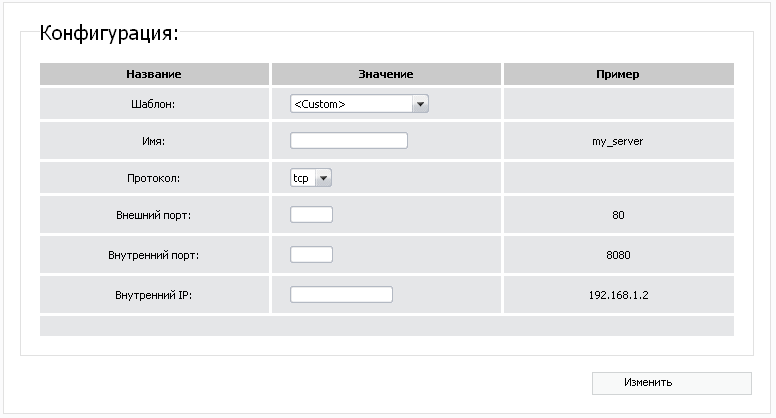 Конфигурация:
Название Значение Пример
Шаблон: <Custom>
Имя: my_server
Протокол: tcp
Внешний порт: 80
Внутренний порт: 8080
Внутренний IP: 192.168.1.2
Изменить